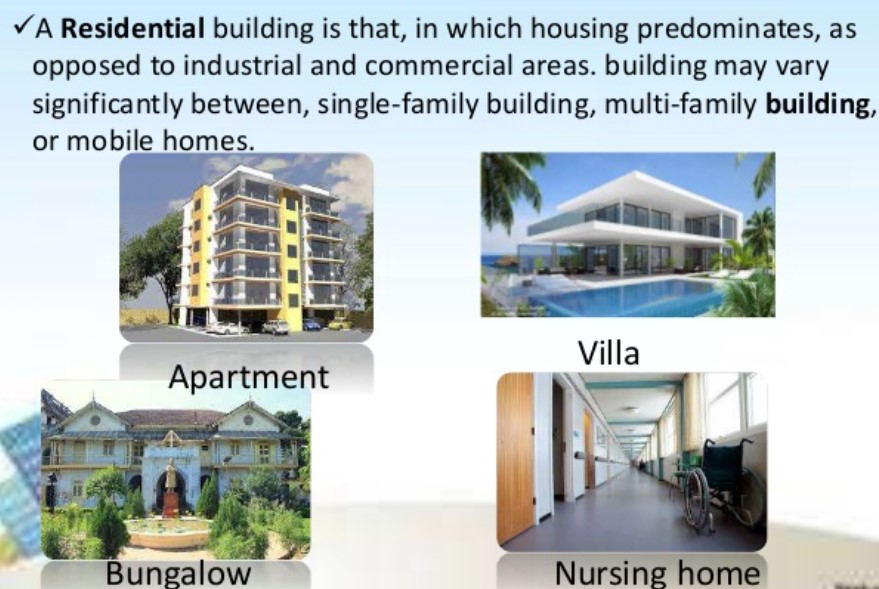 ✓A Residential building is that, in which housing predominates, as
opposed to industrial and commercial areas. building may vary
significantly between, single-family building, multi-family building,
or mobile homes.
Apartment
Villa
Bungalow
Nursing home